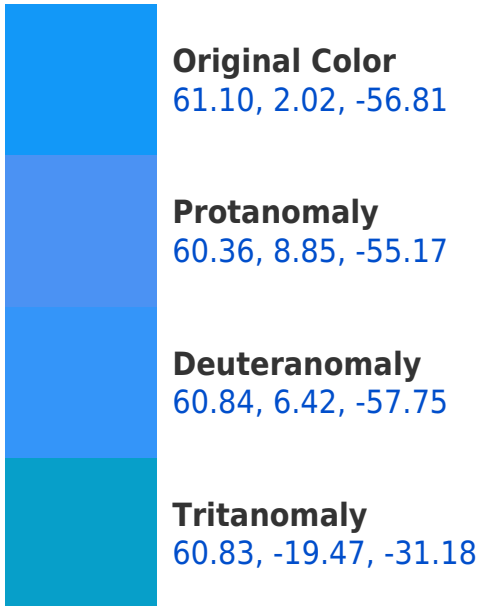 Original Color
61.10, 2.02, -56.81
Protanomaly
60.36, 8.85, -55.17
Deuteranomaly
60.84, 6.42, -57.75
Tritanomaly
60.83, -19.47, -31.18